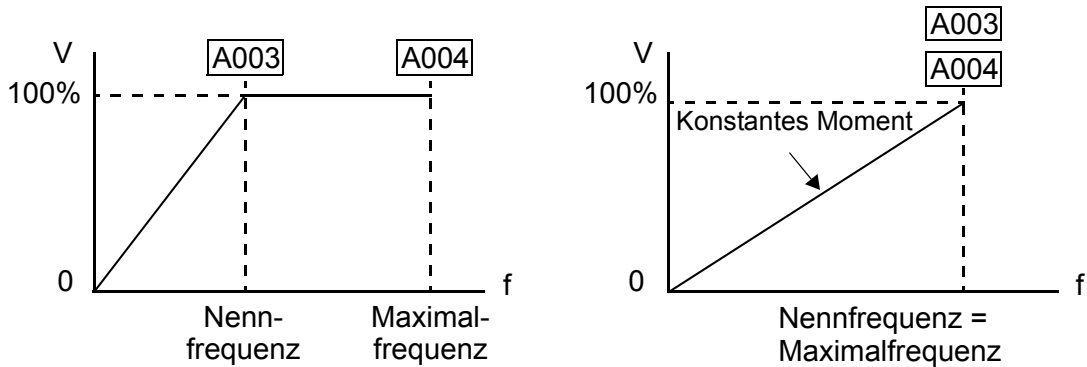 V
A003
A004
100%
0
f
Nenn-
frequenz
Maximal-
frequenz
A003
A004
V
100%
Konstantes Moment
0
f
Nennfrequenz =
Maximalfrequenz